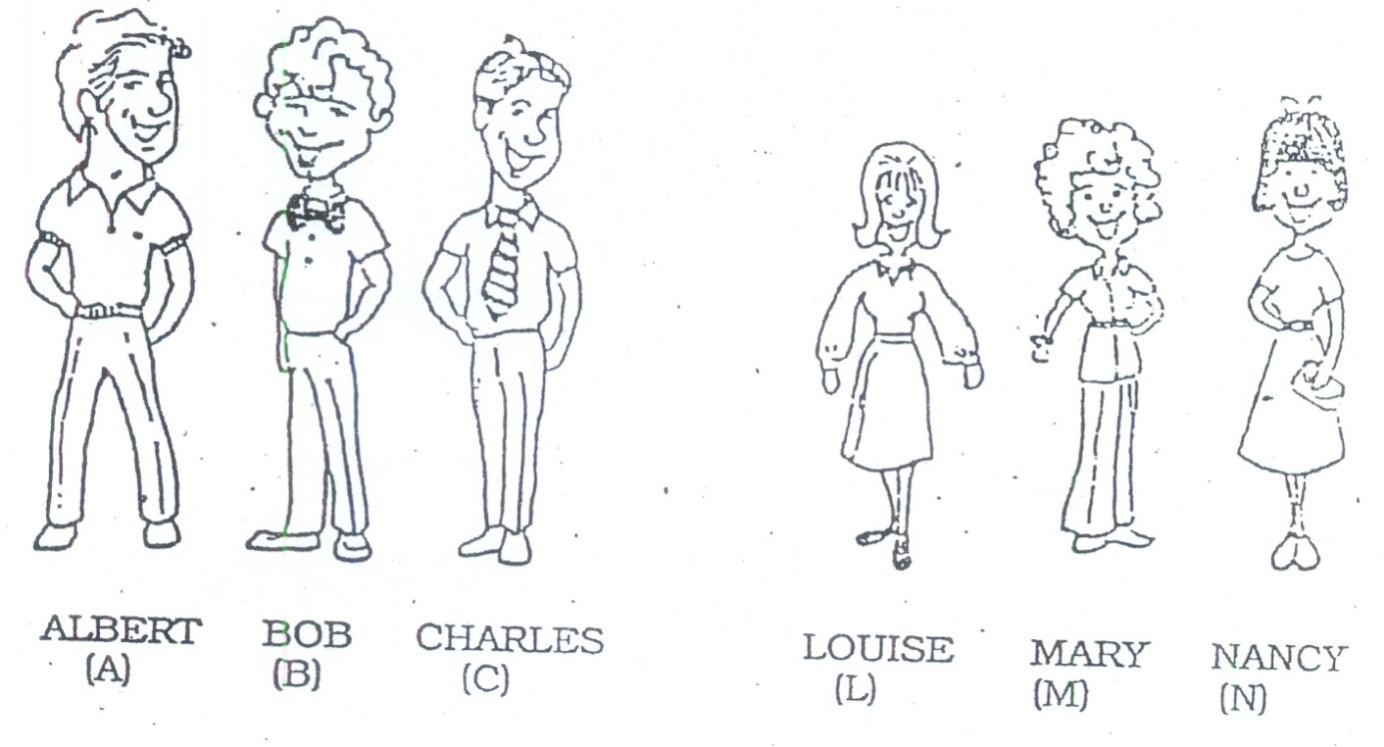 ALBERT
(A)
BOB
(B)
CHARLES
(C)
LOUISE
(L)
MARY
(M)
NANCY
(N)